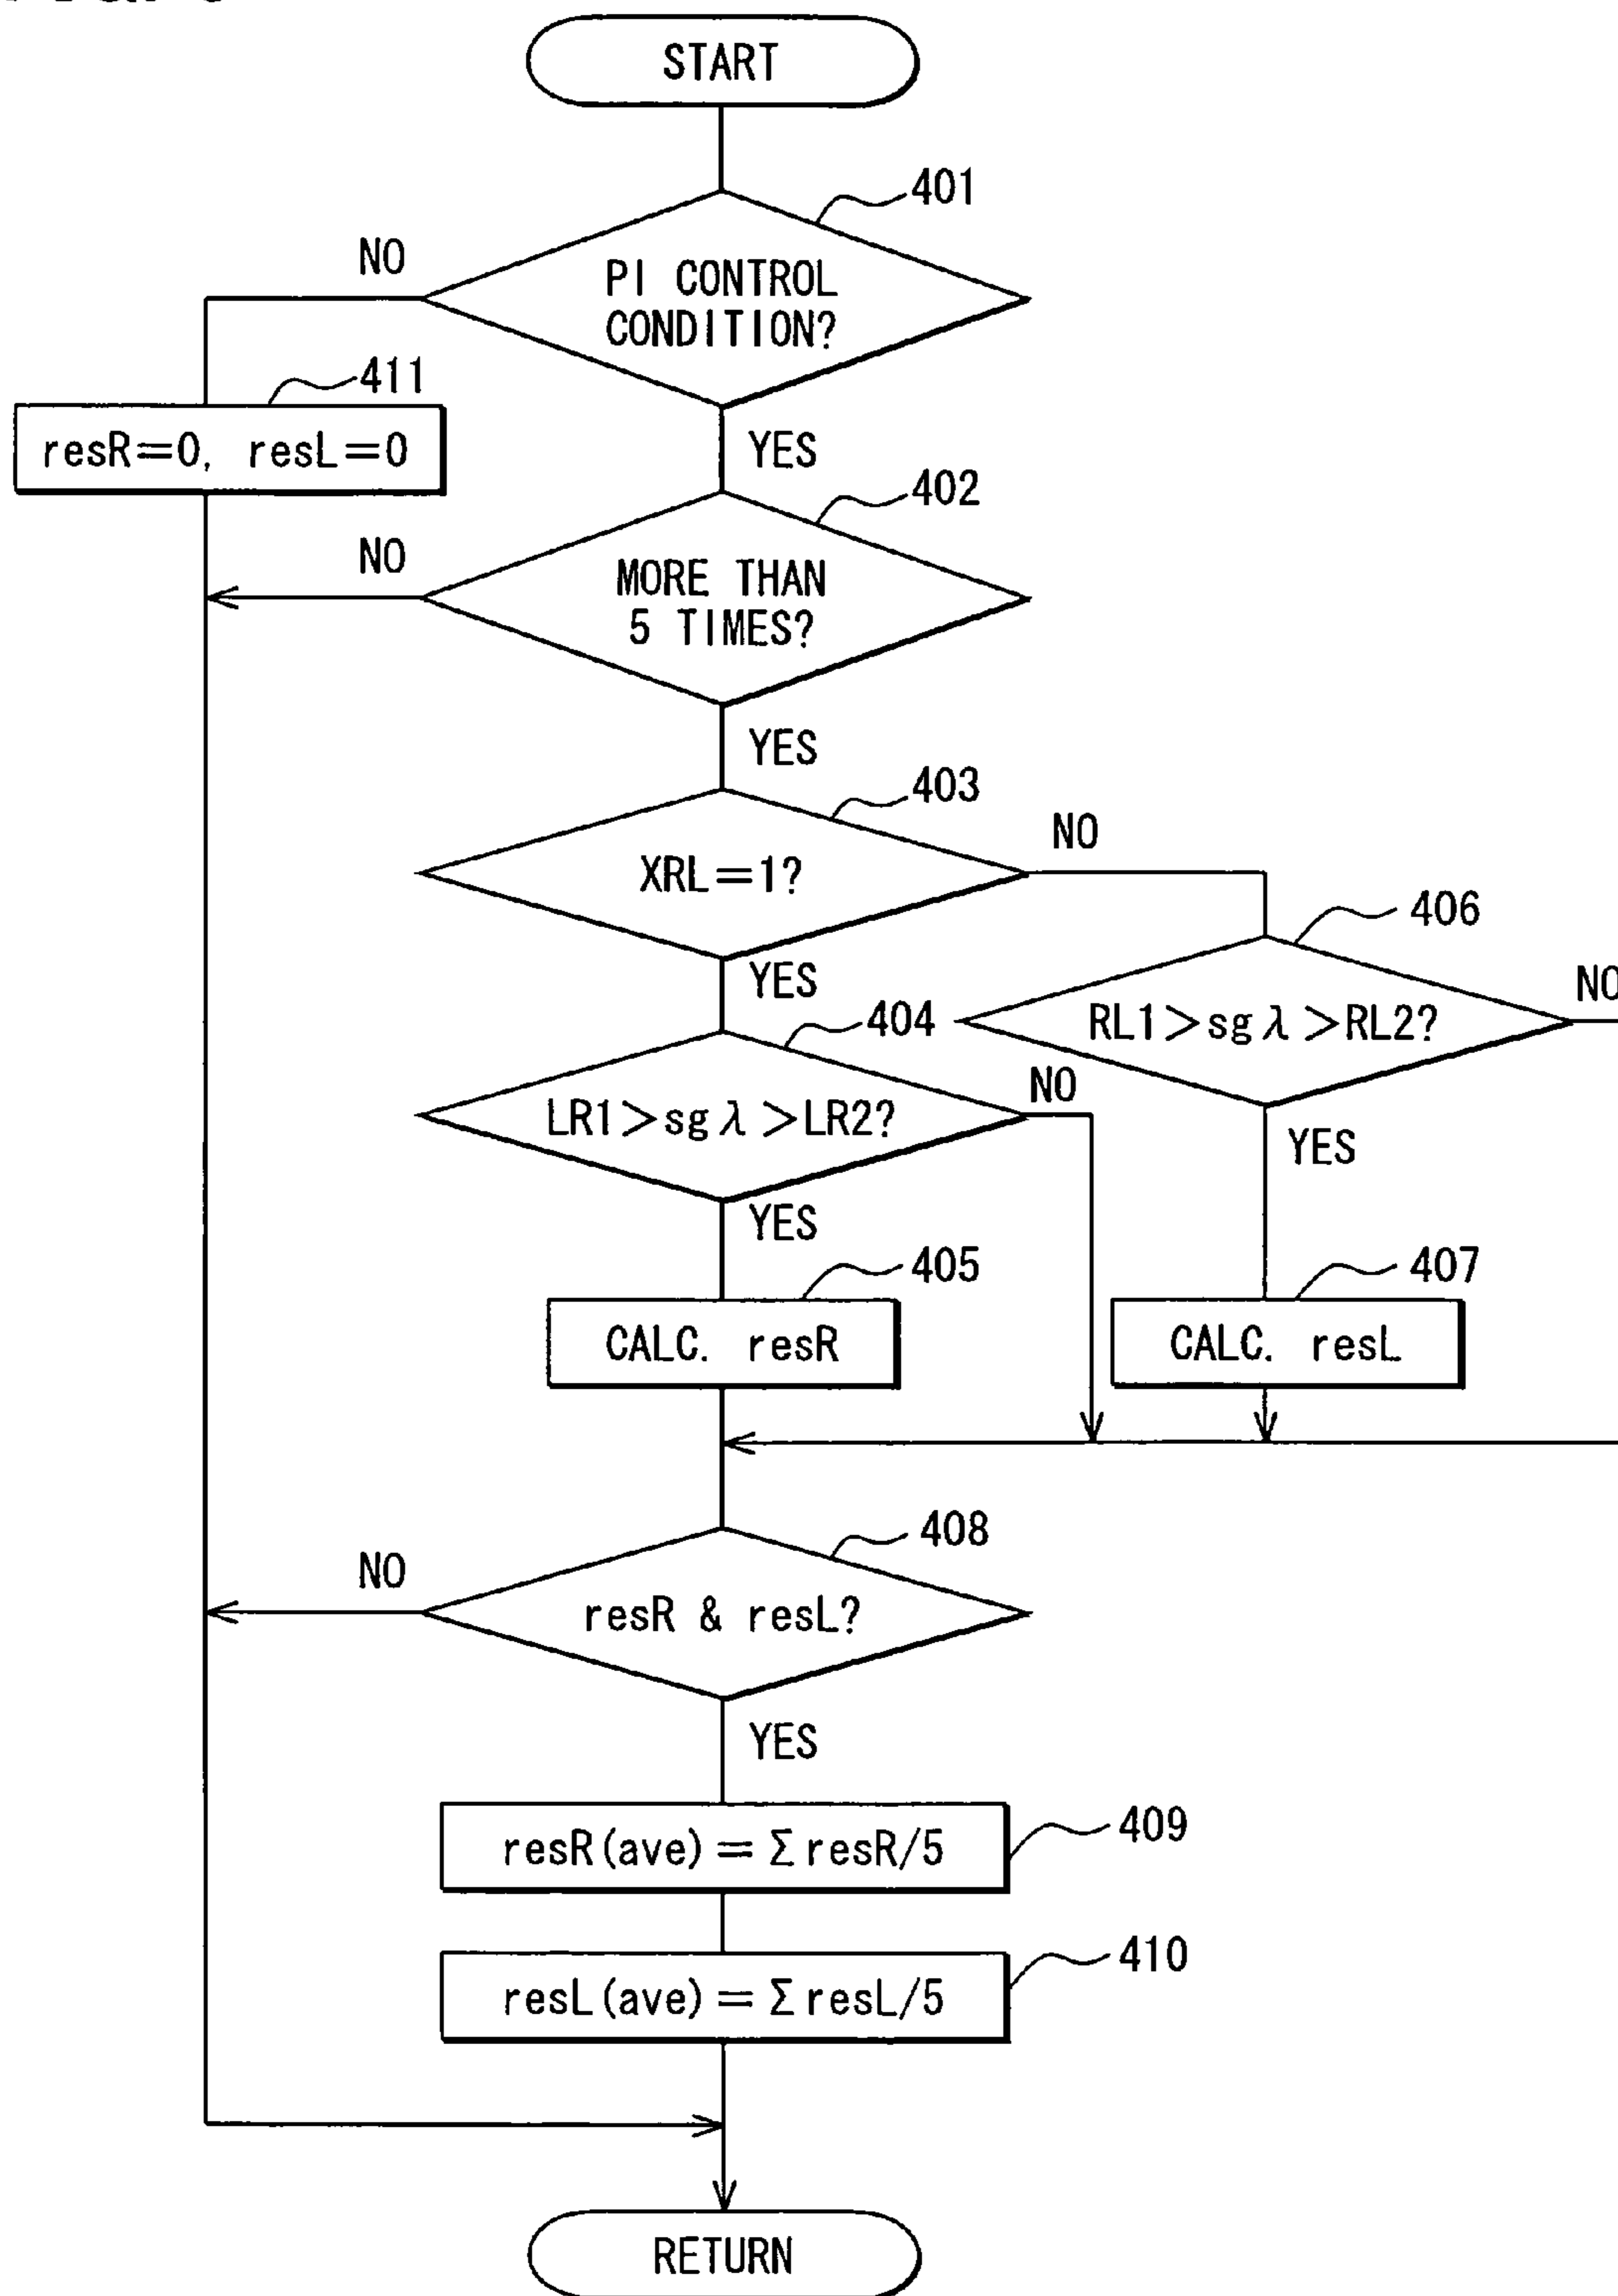 START
401
NO
PI CONTROL
CONDITION?
411
resR=0, resL=0
YES
402
NO
MORE THAN
5 TIMES?
YES
403
NO
XRL=1?
406
YES
NO
404
RL1>sgλ>RL2?
NO
LR1>sgλ>LR2?
YES
YES
405
407
CALC. resR
CALC. resL
408
NO
resR & resL?
YES
409
resR(ave)=ΣresR/5
410
resL(ave)=ΣresL/5
RETURN